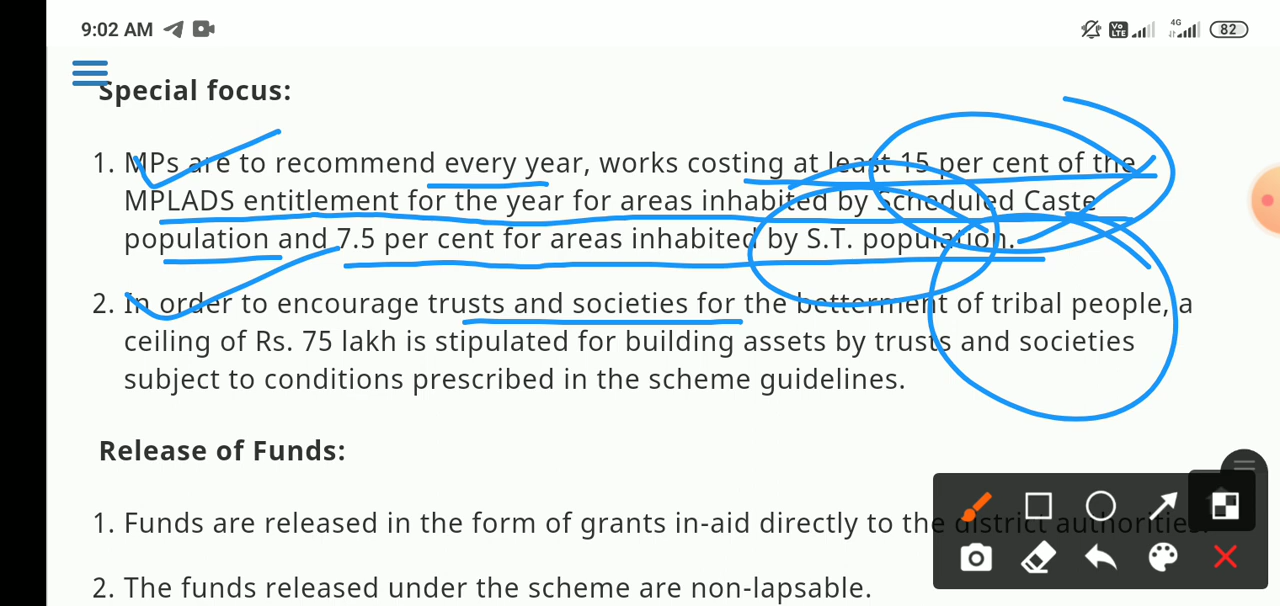 9:02 AM
Vo LTE
4G
82
Special focus:
1. MPs are to recommend every year, works costing at least 15 per cent of the
MPLADS entitlement for the year for areas inhabited by Scheduled Caste
population and 7.5 per cent for areas inhabited by S.T. population.
2. In order to encourage trusts and societies for the betterment of tribal people, a
ceiling of Rs. 75 lakh is stipulated for building assets by trusts and societies
subject to conditions prescribed in the scheme guidelines.
Release of Funds:
1. Funds are released in the form of grants in-aid directly to the district authorities.
2. The funds released under the scheme are non-lapsable.